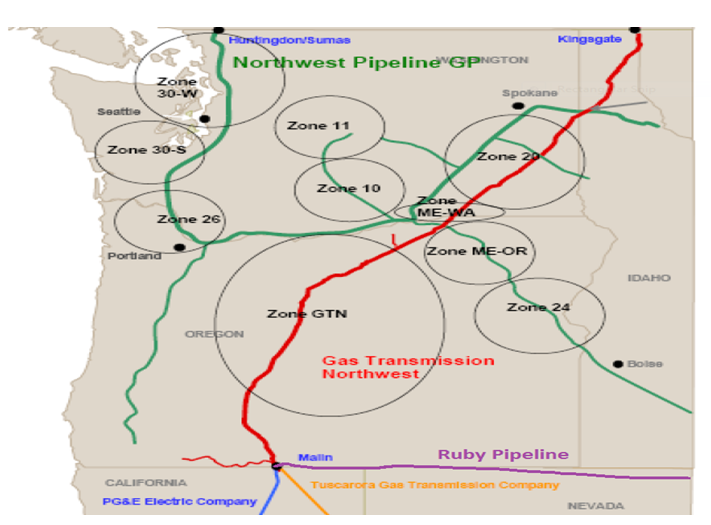 Huntingdon/Sumas
Kingsgate
Northwest Pipeline GP
WASHINGTON
Zone
30-W
Spokane
Seattle
Zone 11
Zone 30-S
Zone 20
Zone 10
Zone
ME-WA
Zone 26
Portland
Zone ME-OR
IDAHO
Zone 24
Zone GTN
OREGON
Gas Transmission
Northwest
Boise
Malin
Ruby Pipeline
CALIFORNIA
Tuscarora Gas Transmission Company
PG&E Electric Company
NEVADA